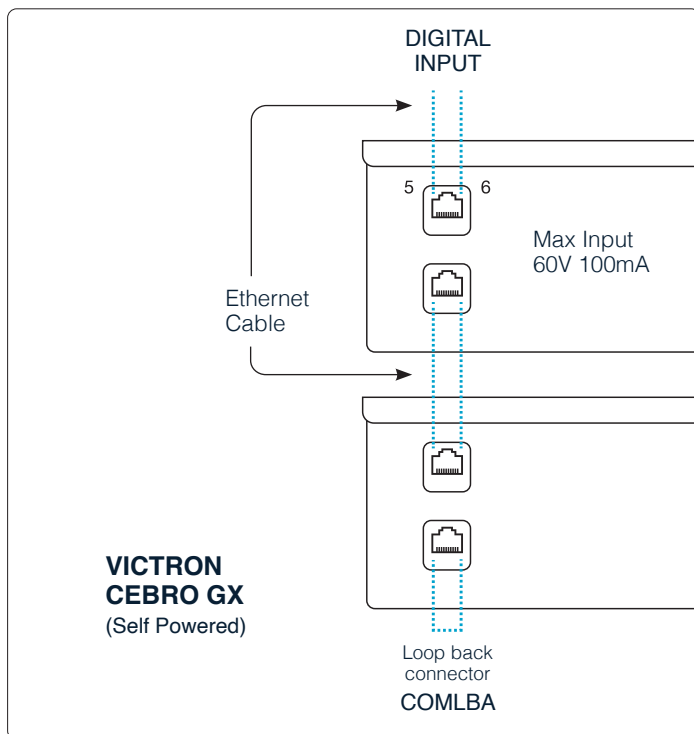 DIGITAL
INPUT
5
6
Max Input
60V 100mA
Ethernet
Cable
VICTRON
CEBRO GX
(Self Powered)
Loop back
connector
COMLBA